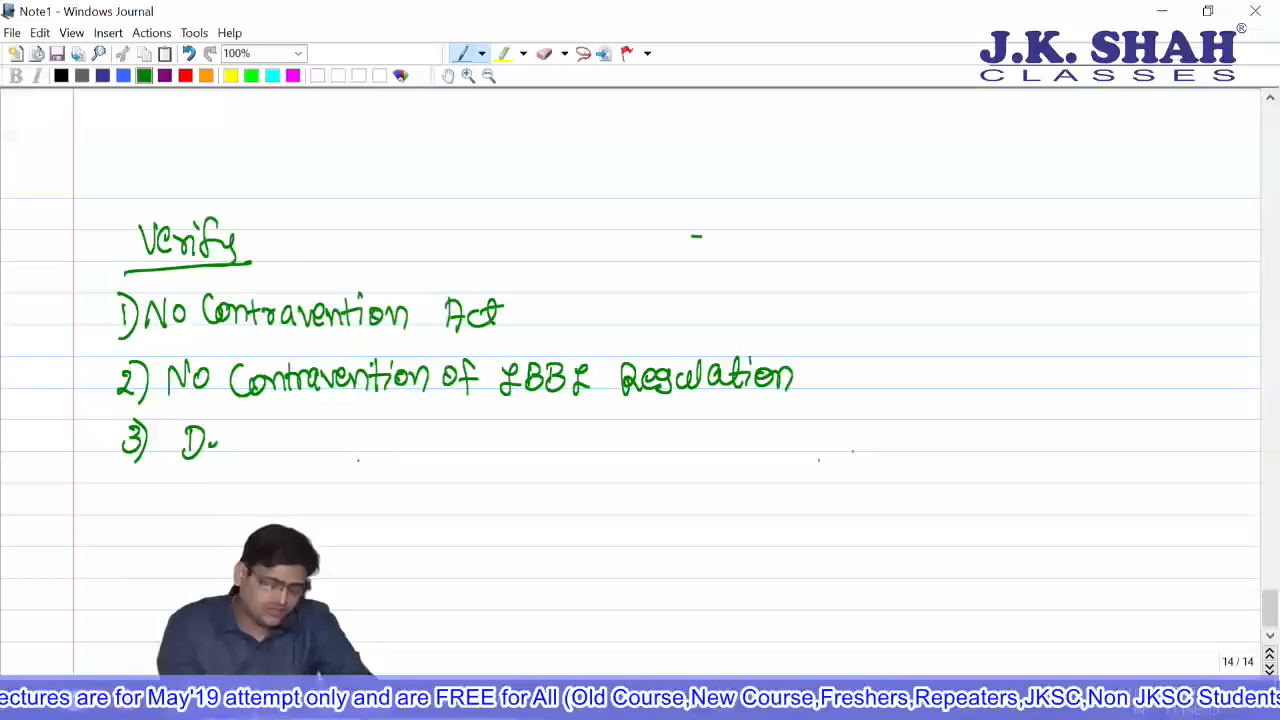 Note1 - Windows Journal
File Edit View Insert Actions Tools Help
100%
B I
J.K. SHAH®
CLASSES
Verify
1) No Contravention Act
2) No Contravention of IBBI Regulation
3) D
14 / 14
ectures are for May'19 attempt only and are FREE for All (Old Course,New Course,Freshers,Repeaters,JKSC,Non JKSC Students